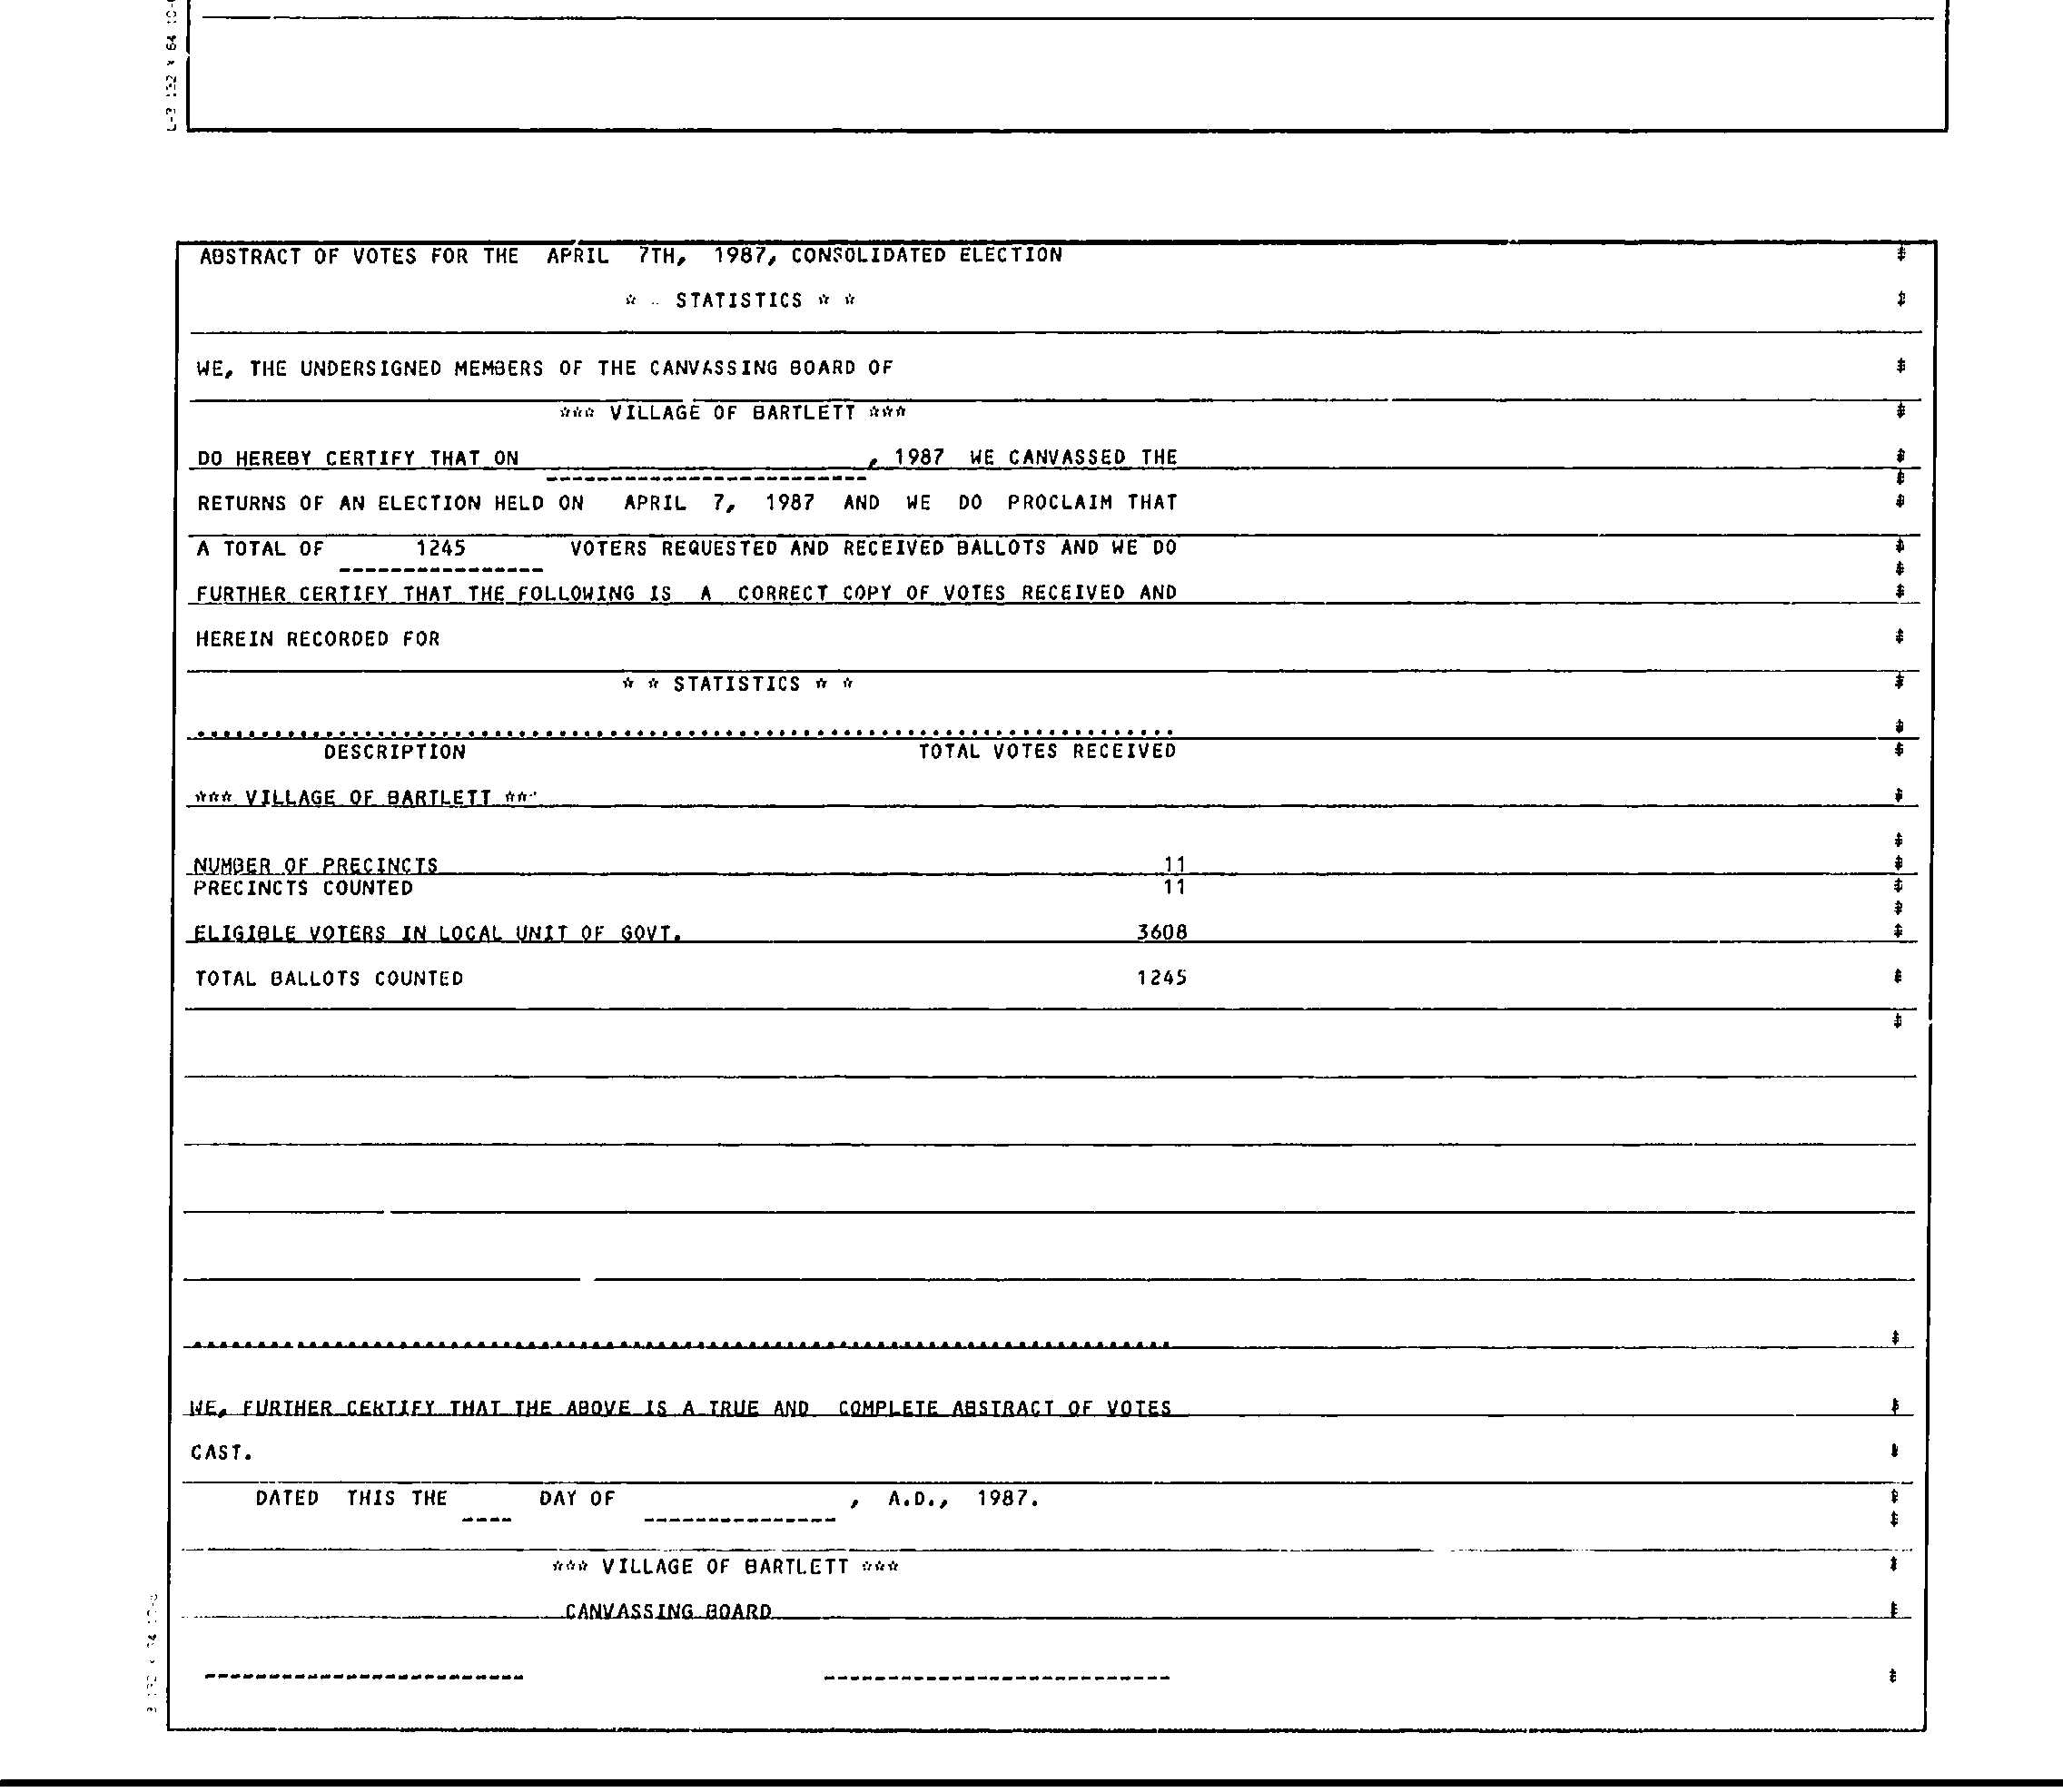 ABSTRACT OF VOTES FOR THE APRIL 7TH, 1987, CONSOLIDATED ELECTION #
* STATISTICS * * #
WE, THE UNDERSIGNED MEMBERS OF THE CANVASSING BOARD OF #
*** VILLAGE OF BARTLETT *** #
DO HEREBY CERTIFY THAT ON , 1987 WE CANVASSED THE #
------------------------- #
RETURNS OF AN ELECTION HELD ON APRIL 7, 1987 AND WE DO PROCLAIM THAT #
A TOTAL OF 1245 VOTERS REQUESTED AND RECEIVED BALLOTS AND WE DO #
---------------- #
FURTHER CERTIFY THAT THE FOLLOWING IS A CORRECT COPY OF VOTES RECEIVED AND #
HEREIN RECORDED FOR #
* * STATISTICS * * #
............................................................................. #
DESCRIPTION TOTAL VOTES RECEIVED #
*** VILLAGE OF BARTLETT ** #
#
NUMBER OF PRECINCTS 11 #
PRECINCTS COUNTED 11 #
#
ELIGIBLE VOTERS IN LOCAL UNIT OF GOVT. 3608 #
TOTAL BALLOTS COUNTED 1245 #
#
............................................................................. #
WE, FURTHER CERTIFY THAT THE ABOVE IS A TRUE AND COMPLETE ABSTRACT OF VOTES #
CAST. #
DATED THIS THE DAY OF , A.D., 1987. #
---- --------------- #
*** VILLAGE OF BARTLETT *** #
CANVASSING BOARD #
------------------------- --------------------------- #